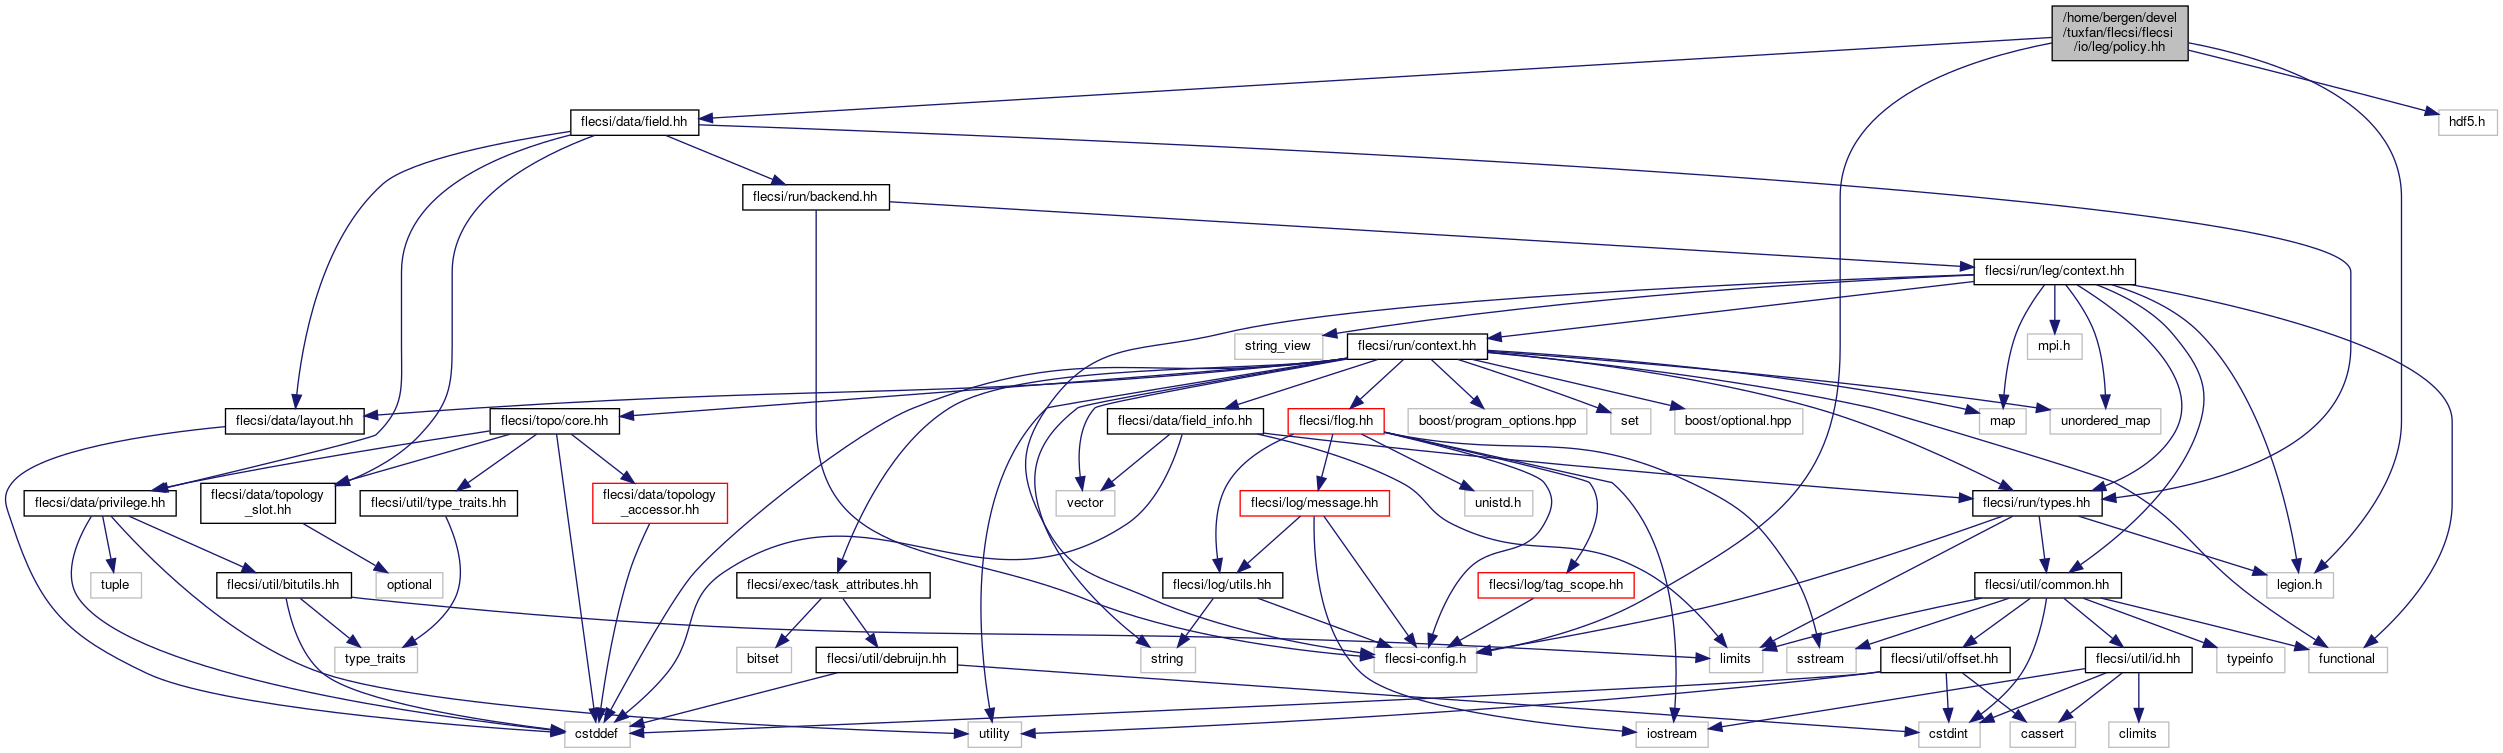 /home/bergen/devel
/tuxfan/flecsi/flecsi
/io/leg/policy.hh
flecsi/data/field.hh
hdf5.h
flecsi/run/backend.hh
flecsi/run/leg/context.hh
string_view
flecsi/run/context.hh
mpi.h
flecsi/data/layout.hh
flecsi/topo/core.hh
flecsi/data/field_info.hh
flecsi/flog.hh
boost/program_options.hpp
set
boost/optional.hpp
map
unordered_map
flecsi/data/privilege.hh
flecsi/data/topology
_slot.hh
flecsi/util/type_traits.hh
flecsi/data/topology
_accessor.hh
vector
flecsi/log/message.hh
unistd.h
flecsi/run/types.hh
tuple
flecsi/util/bitutils.hh
optional
flecsi/exec/task_attributes.hh
flecsi/log/utils.hh
flecsi/log/tag_scope.hh
flecsi/util/common.hh
legion.h
type_traits
bitset
flecsi/util/debruijn.hh
string
flecsi-config.h
limits
sstream
flecsi/util/offset.hh
flecsi/util/id.hh
typeinfo
functional
cstddef
utility
iostream
cstdint
cassert
climits